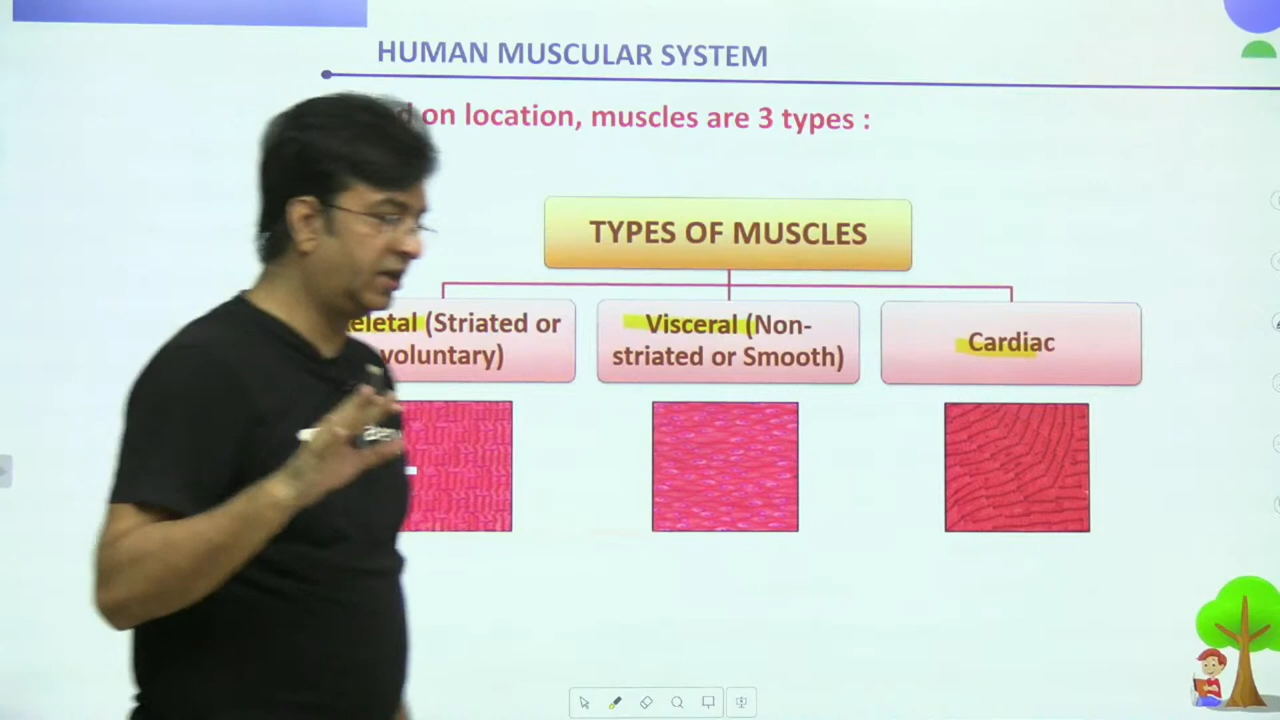 HUMAN MUSCULAR SYSTEM
on location, muscles are 3 types :
TYPES OF MUSCLES
(Striated or
voluntary)
Visceral (Non-
striated or Smooth)
Cardiac